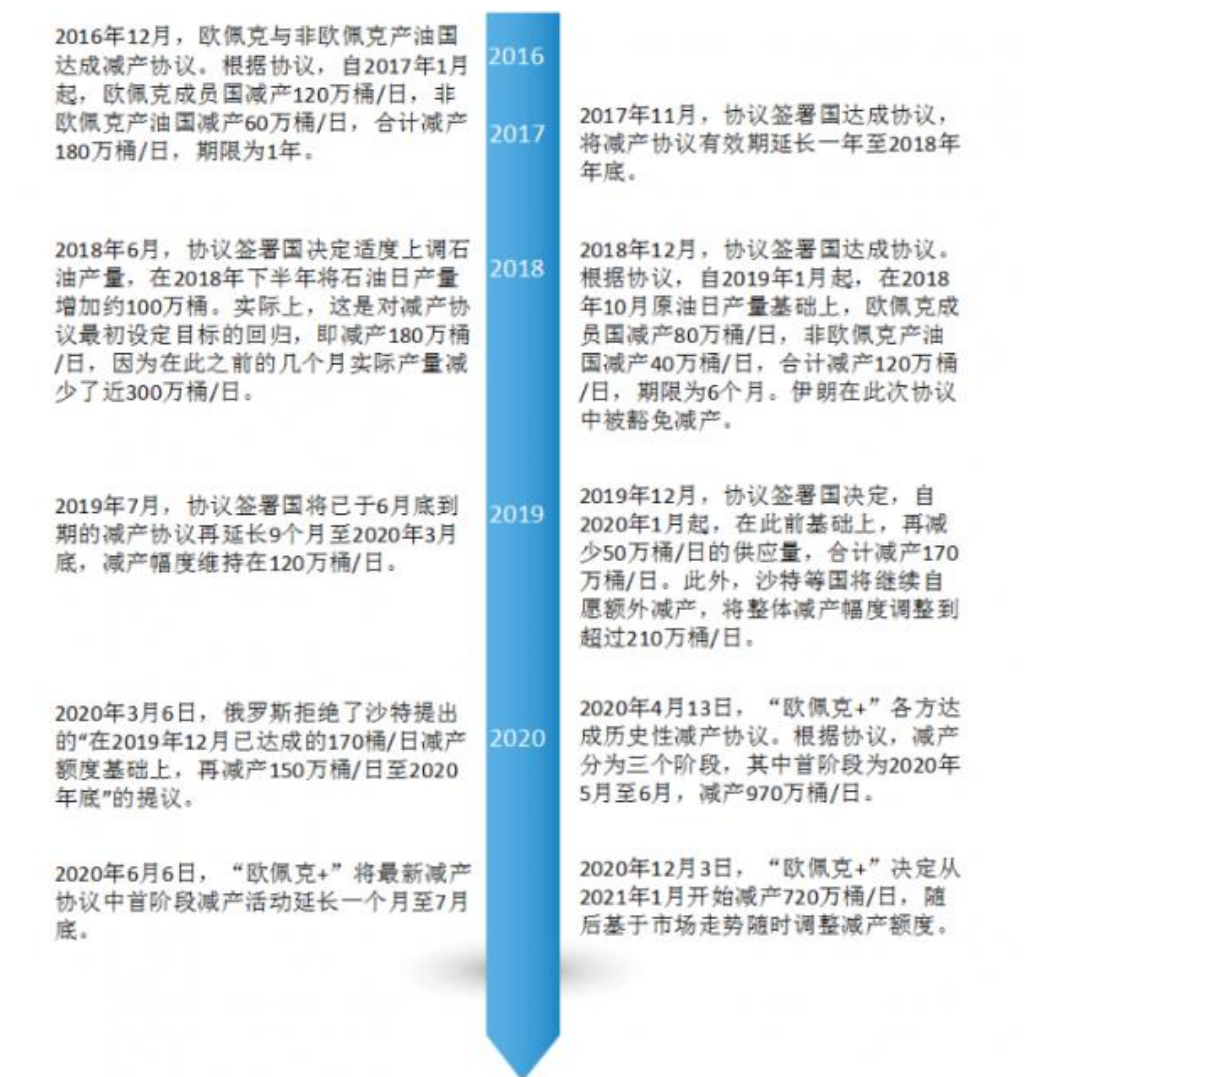 2016年12月，欧佩克与非欧佩克产油国
达成减产协议。根据协议，自2017年1月
起，欧佩克成员国减产120万桶/日，非
欧佩克产油国减产60万桶/日，合计减产
180万桶/日，期限为1年。
2016
2017
2017年11月，协议签署国达成协议，
将减产协议有效期延长一年至2018年
年底。
2018年6月，协议签署国决定适度上调石
油产量，在2018年下半年将石油日产量
增加约100万桶。实际上，这是对减产协
议最初设定目标的回归，即减产180万桶
/日，因为在此之前的几个月实际产量减
少了近300万桶/日。
2018
2018年12月，协议签署国达成协议。
根据协议，自2019年1月起，在2018
年10月原油日产量基础上，欧佩克成
员国减产80万桶/日，非欧佩克产油
国减产40万桶/日，合计减产120万桶
/日，期限为6个月。伊朗在此次协议
中被豁免减产。
2019年7月，协议签署国将已于6月底到
期的减产协议再延长9个月至2020年3月
底，减产幅度维持在120万桶/日。
2019
2019年12月，协议签署国决定，自
2020年1月起，在此前基础上，再减
少50万桶/日的供应量，合计减产170
万桶/日。此外，沙特等国将继续自
愿额外减产，将整体减产幅度调整到
超过210万桶/日。
2020年3月6日，俄罗斯拒绝了沙特提出
的“在2019年12月已达成的170桶/日减产
额度基础上，再减产150万桶/日至2020
年底”的提议。
2020
2020年4月13日，“欧佩克+”各方达
成历史性减产协议。根据协议，减产
分为三个阶段，其中首阶段为2020年
5月至6月，减产970万桶/日。
2020年6月6日，“欧佩克+”将最新减产
协议中首阶段减产活动延长一个月至7月
底。
2020年12月3日，“欧佩克+”决定从
2021年1月开始减产720万桶/日，随
后基于市场走势随时调整减产额度。